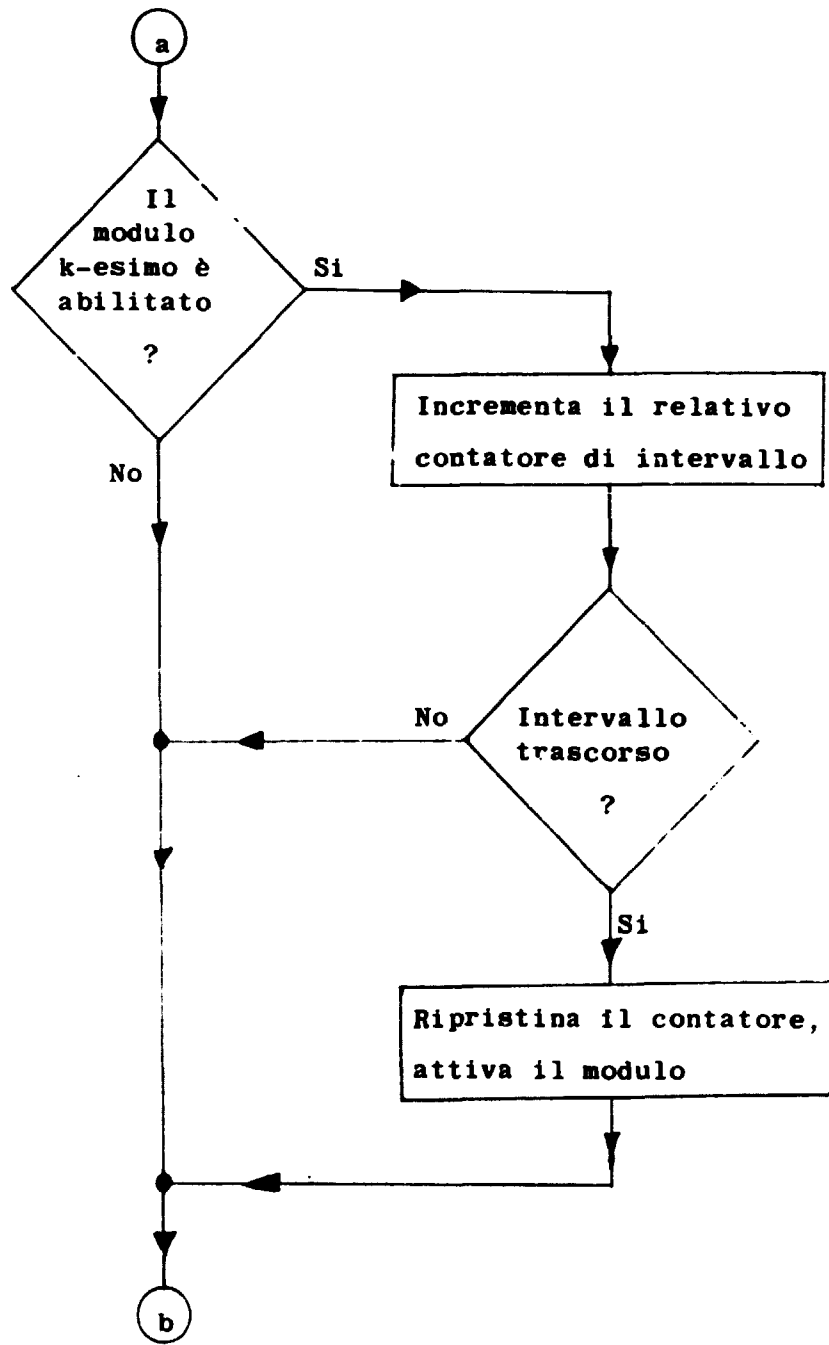 a
Il
modulo
k-esimo è
abilitato
?
Si
No
Incrementa il relativo
contatore di intervallo
No
Intervallo
trascorso
?
Si
Ripristina il contatore,
attiva il modulo
b